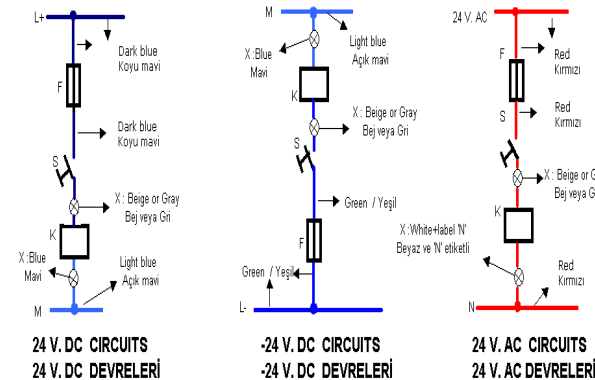 L+
Dark blue
Koyu mavi
F
Dark blue
Koyu mavi
S
X : Beige or Gray
Bej veya Gri
K
X :Blue
Mavi
Light blue
Açık mavi
M
24 V. DC CIRCUITS
24 V. DC DEVRELERİ
M
Light blue
Açık mavi
X :Blue
Mavi
K
X : Beige or Gray
Bej veya Gri
S
Green / Yeşil
F
Green / Yeşil
L-
-24 V. DC CIRCUITS
-24 V. DC DEVRELERİ
24 V. AC
Red
Kırmızı
F
Red
Kırmızı
S
X : Beige or G
Bej veya G
K
X :White+label 'N'
Beyaz ve 'N' etiketli
Red
Kırmızı
N
24 V. AC CIRCUITS
24 V. AC DEVRELERİ